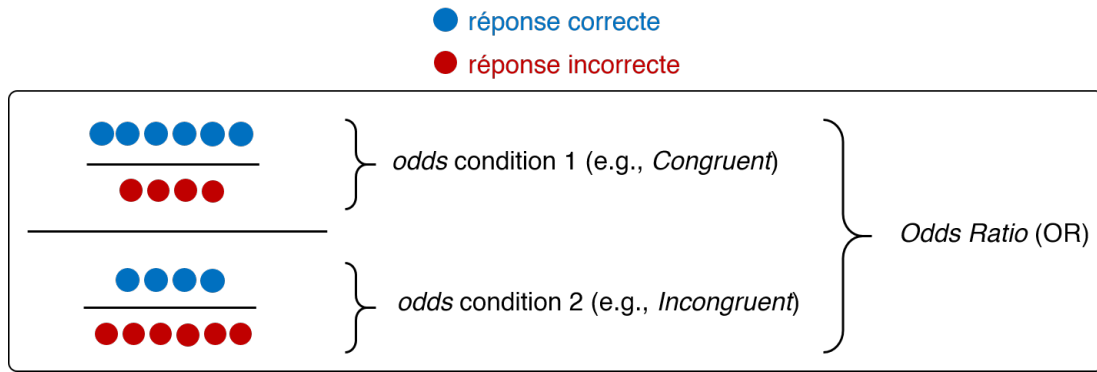 réponse correcte
réponse incorrecte
odds condition 1 (e.g., Congruent)
Odds Ratio (OR)
odds condition 2 (e.g., Incongruent)